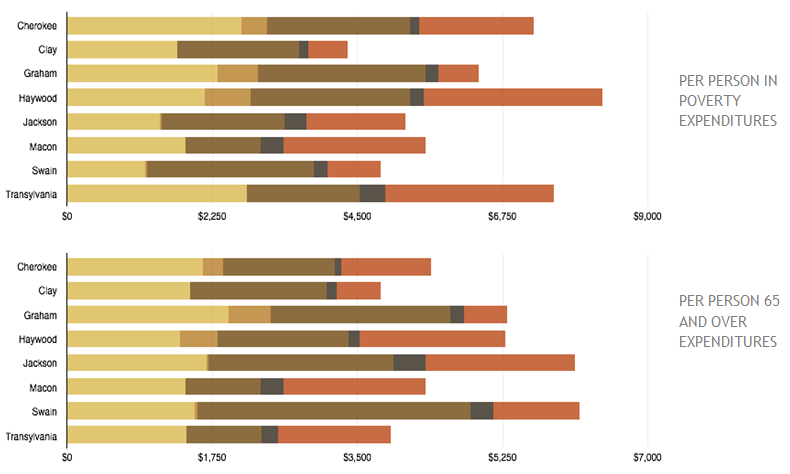 Cherokee
Clay
Graham
Haywood
Jackson
Macon
Swain
Transylvania
$0 $2,250 $4,500 $6,750 $9,000
PER PERSON IN
POVERTY
EXPENDITURES
Cherokee
Clay
Graham
Haywood
Jackson
Macon
Swain
Transylvania
$0 $1,750 $3,500 $5,250 $7,000
PER PERSON 65
AND OVER
EXPENDITURES